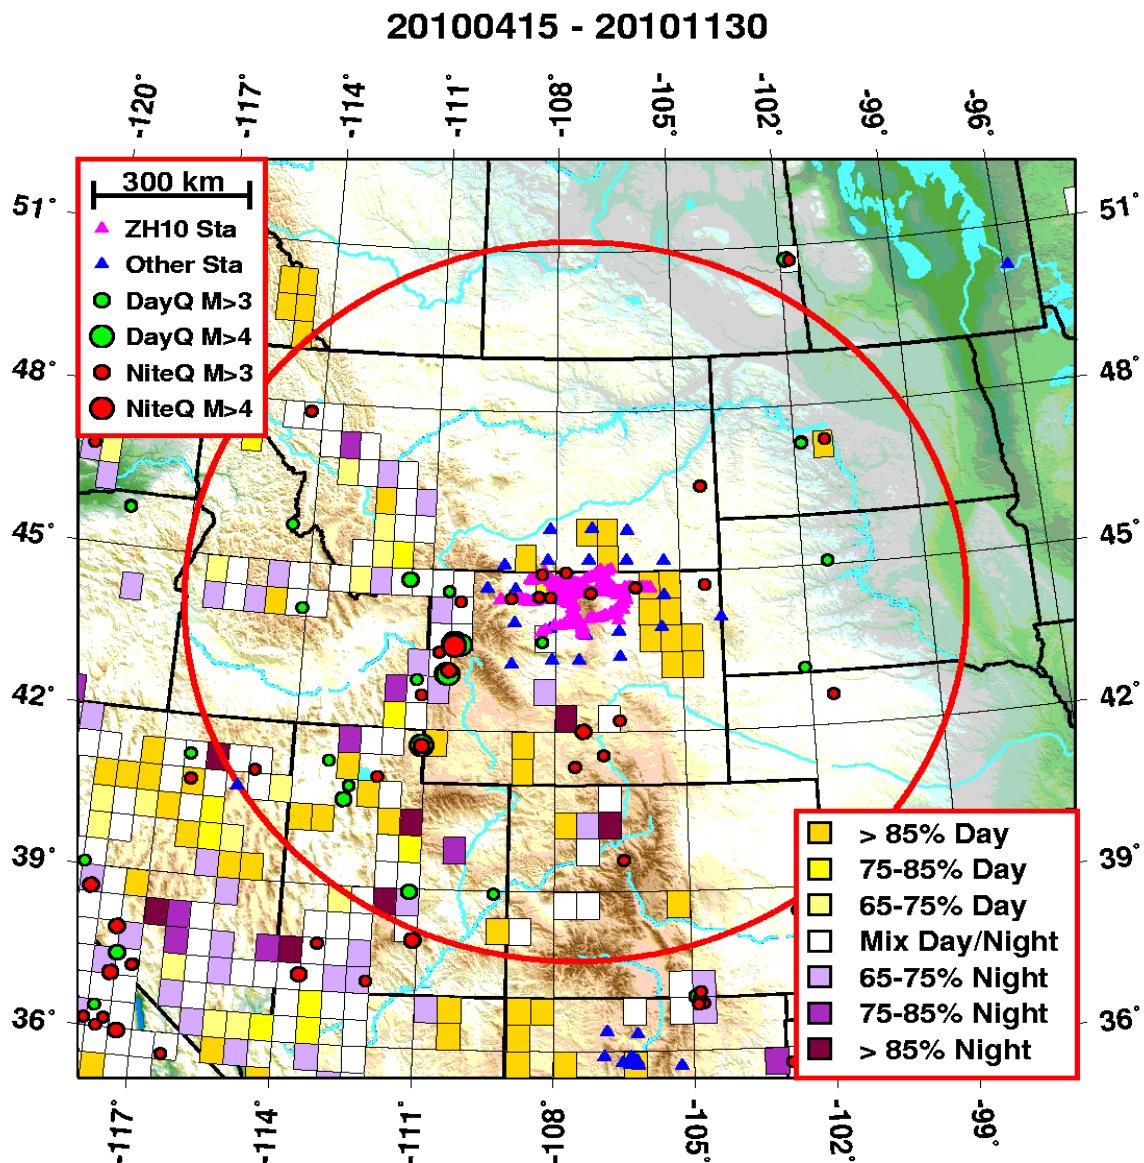 20100415 - 20101130
-120°
-117°
-114°
-111°
-108°
-105°
-102°
-99°
-96°
51°
48°
45°
42°
39°
36°
51°
48°
45°
42°
39°
36°
300 km
ZH10 Sta
Other Sta
DayQ M>3
DayQ M>4
NiteQ M>3
NiteQ M>4
> 85% Day
75-85% Day
65-75% Day
Mix Day/Night
65-75% Night
75-85% Night
> 85% Night
-117°
-114°
-111°
-108°
-105°
-102°
-99°